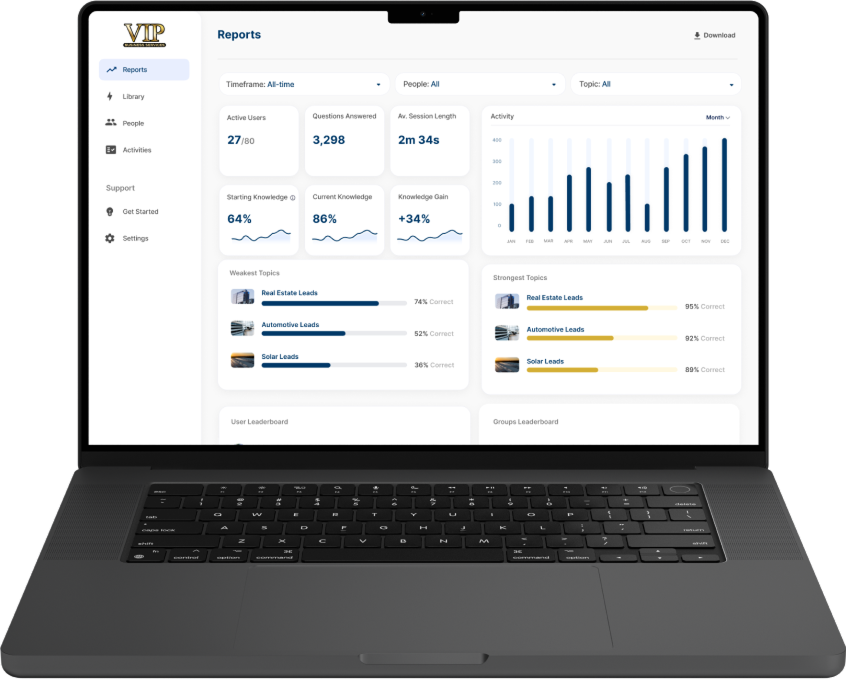 VIP
BUSINESS SERVICES
Reports
Library
People
Activities
Support
Get Started
Settings
Reports
Download
Timeframe: All-time
People: All
Topic: All
Active Users
27/80
Questions Answered
3,298
Av. Session Length
2m 34s
Starting Knowledge
64%
Current Knowledge
86%
Knowledge Gain
+34%
Activity
Month
400
300
200
100
0
JAN FEB MAR APR MAY JUN JUL AUG SEP OCT NOV DEC
Weakest Topics
Real Estate Leads
74% Correct
Automotive Leads
52% Correct
Solar Leads
36% Correct
Strongest Topics
Real Estate Leads
95% Correct
Automotive Leads
92% Correct
Solar Leads
89% Correct
User Leaderboard
Groups Leaderboard
esc
delete
tab Q W E R T Y U I O P
caps lock A S D F G H J K L return
shift Z X C V B N M shift
fn control option command command option